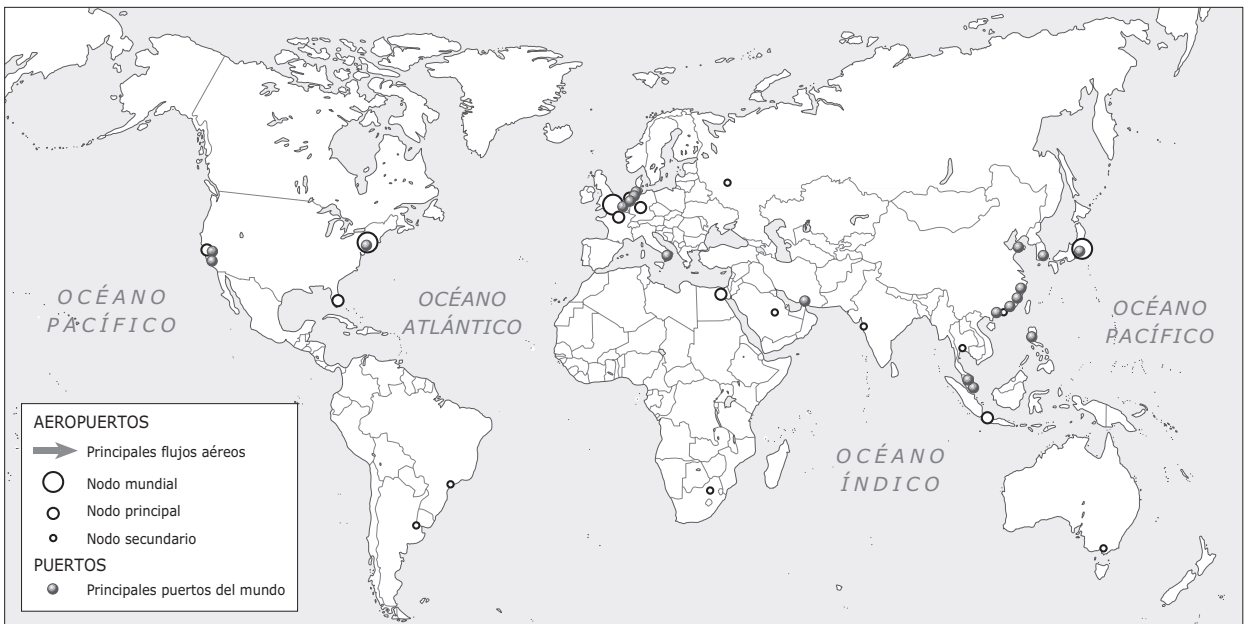 OCÉANO
PACÍFICO
OCÉANO
ATLÁNTICO
OCÉANO
PACÍFICO
OCÉANO
ÍNDICO
AEROPUERTOS
Principales flujos aéreos
Nodo mundial
Nodo principal
Nodo secundario
PUERTOS
Principales puertos del mundo